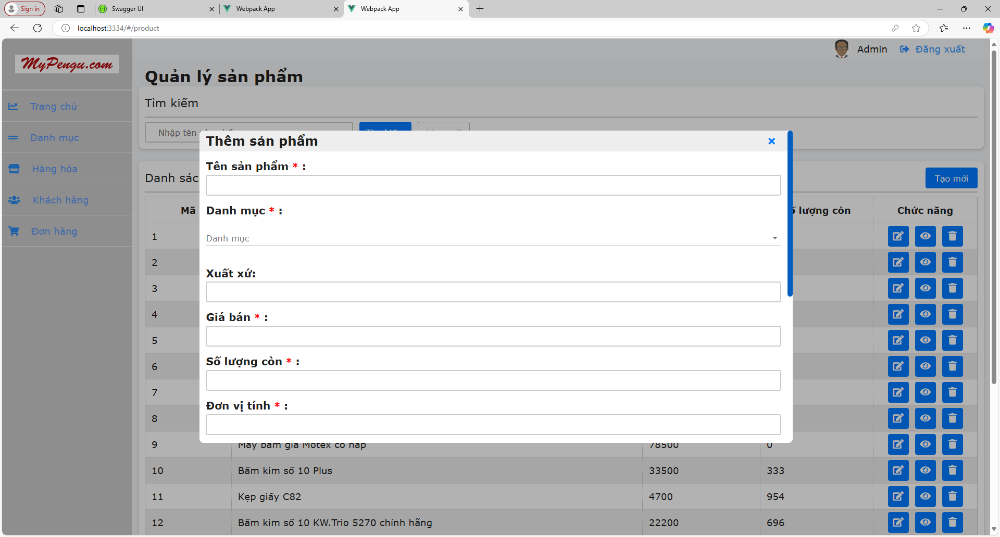 Sign in
Swagger UI
Webpack App
Webpack App
localhost:3334/#/product
MyPengu.com
Admin
Đăng xuất
Trang chủ
Danh mục
Hàng hóa
Khách hàng
Đơn hàng
Quản lý sản phẩm
Tìm kiếm
Nhập tên
Thêm sản phẩm
Tên sản phẩm * :
Danh mục * :
Danh mục
Xuất xứ:
Giá bán * :
Số lượng còn * :
Đơn vị tính * :
Tạo mới
Mã lượng còn Chức năng
1
2
3
4
5
6
7
8
9 Máy bấm giá Motex có nắp 78500 0
10 Bấm kim số 10 Plus 33500 333
11 Kẹp giấy C82 4700 954
12 Bấm kim số 10 KW.Trio 5270 chính hãng 22200 696